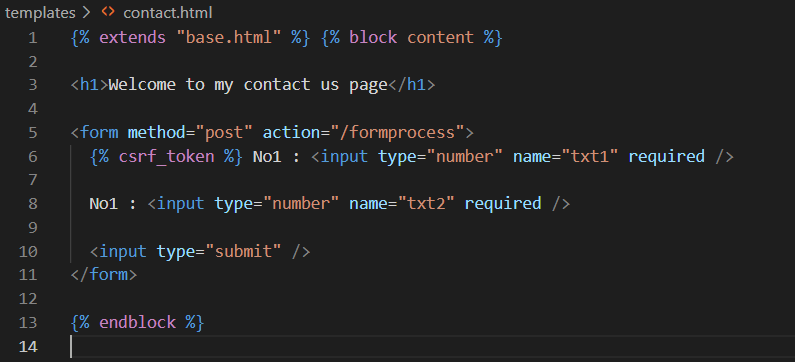 templates > <> contact.html
1 {% extends "base.html" %} {% block content %}
2
3 <h1>Welcome to my contact us page</h1>
4
5 <form method="post" action="/formprocess">
6 {% csrf_token %} No1 : <input type="number" name="txt1" required />
7
8 No1 : <input type="number" name="txt2" required />
9
10 <input type="submit" />
11 </form>
12
13 {% endblock %}
14